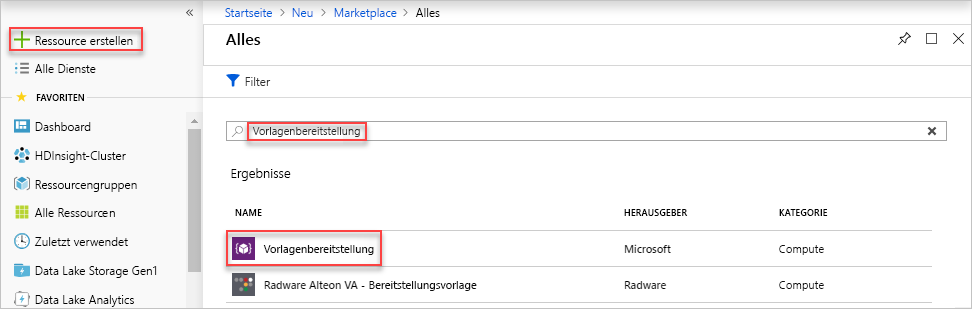 «
Ressource erstellen
Alle Dienste
FAVORITEN
Dashboard
HDInsight-Cluster
Ressourcengruppen
Alle Ressourcen
Zuletzt verwendet
Data Lake Storage Gen1
Data Lake Analytics
Startseite > Neu > Marketplace > Alles
Alles
Filter
Vorlagenbereitstellung
Ergebnisse
NAME HERAUSGEBER KATEGORIE
Vorlagenbereitstellung Microsoft Compute
Radware Alteon VA - Bereitstellungsvorlage Radware Compute